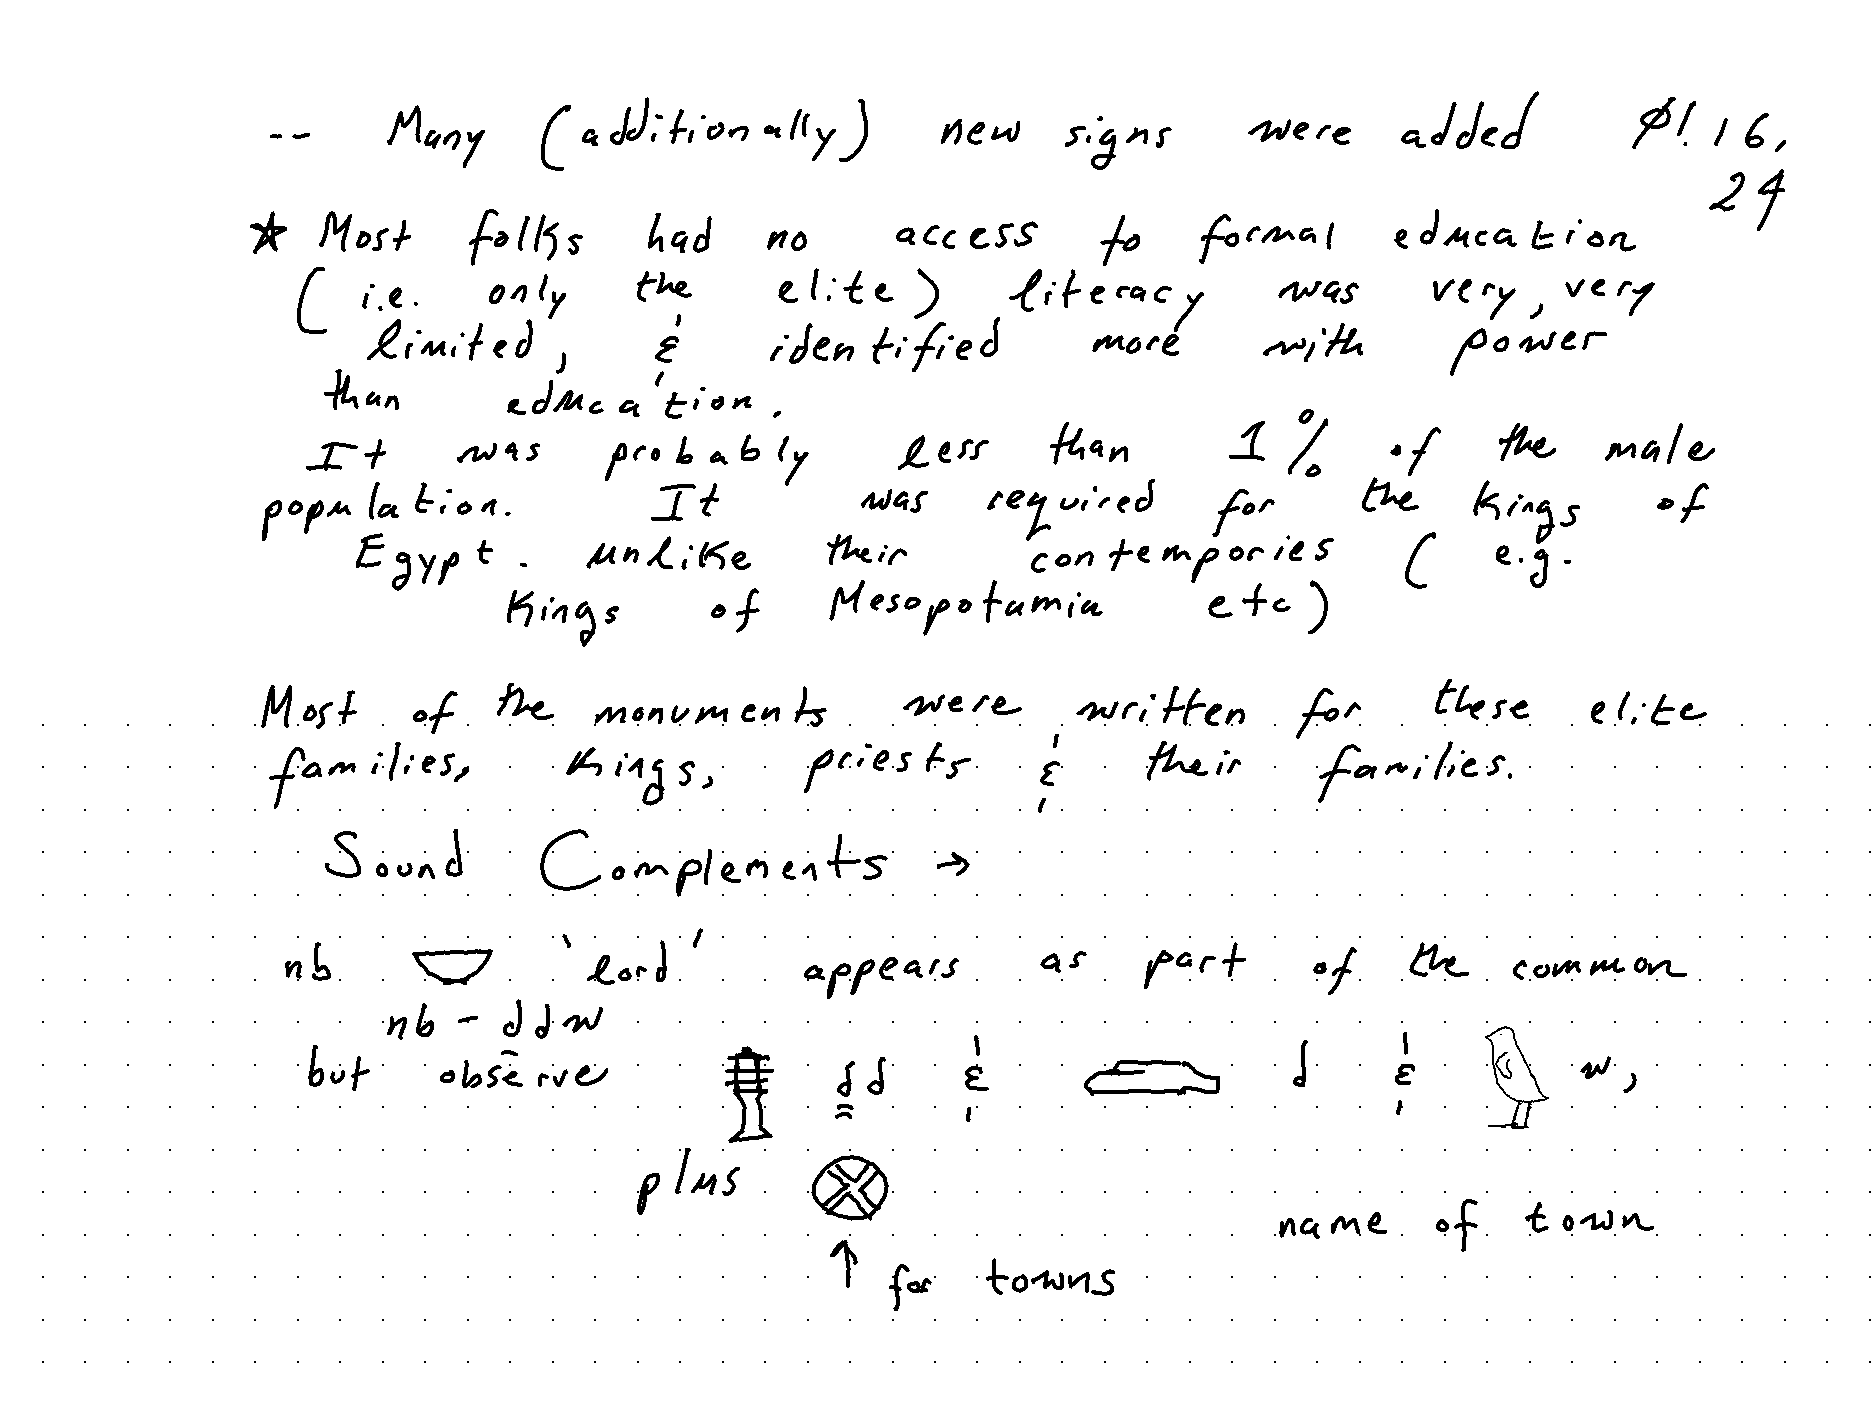 -- Many (additionally) new signs were added Ø! 16,
24
★ Most folks had no access to formal education
(i.e. only the elite) literacy was very, very
limited, & identified more with power
than education.
It was probably less than 1% of the male
population. It was required for the Kings of
Egypt. unlike their contempories (e.g.
Kings of Mesopotamia etc)
Most of the monuments were written for these elite
families, Kings, priests & their families.
Sound Complements →
nb 𓎟 'lord' appears as part of the common
nb - ḏdw
but observe 𓊽 ḏd & 𓂧 d & 𓅱 w,
plus 𓊖
name of town
↑ for towns